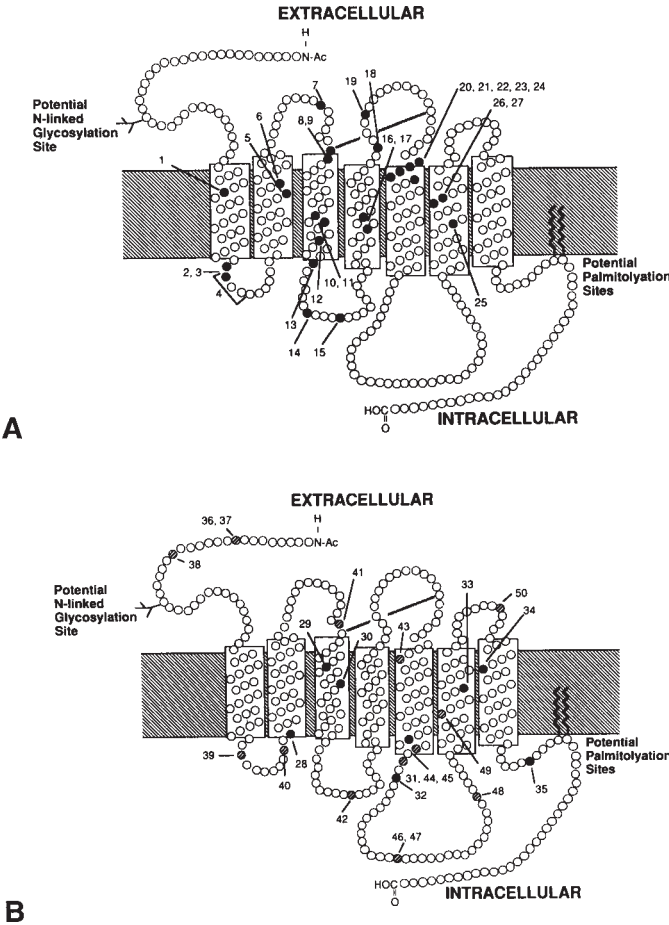 EXTRACELLULAR
H
N-Ac
7
18
19
20, 21, 22, 23, 24
Potential
N-linked
Glycosylation
Site
6
8,9
26, 27
5
16, 17
1
2, 3
4
Potential
Palmitolyation
Sites
10, 11
12
25
13
14
15
HOC
O
INTRACELLULAR
A
EXTRACELLULAR
H
36, 37
N-Ac
38
41
33
50
Potential
N-linked
Glycosylation
Site
29
30
43
34
39
28
40
Potential
Palmitolyation
Sites
49
31, 44, 45
35
32
48
42
46, 47
HOC
O
INTRACELLULAR
B